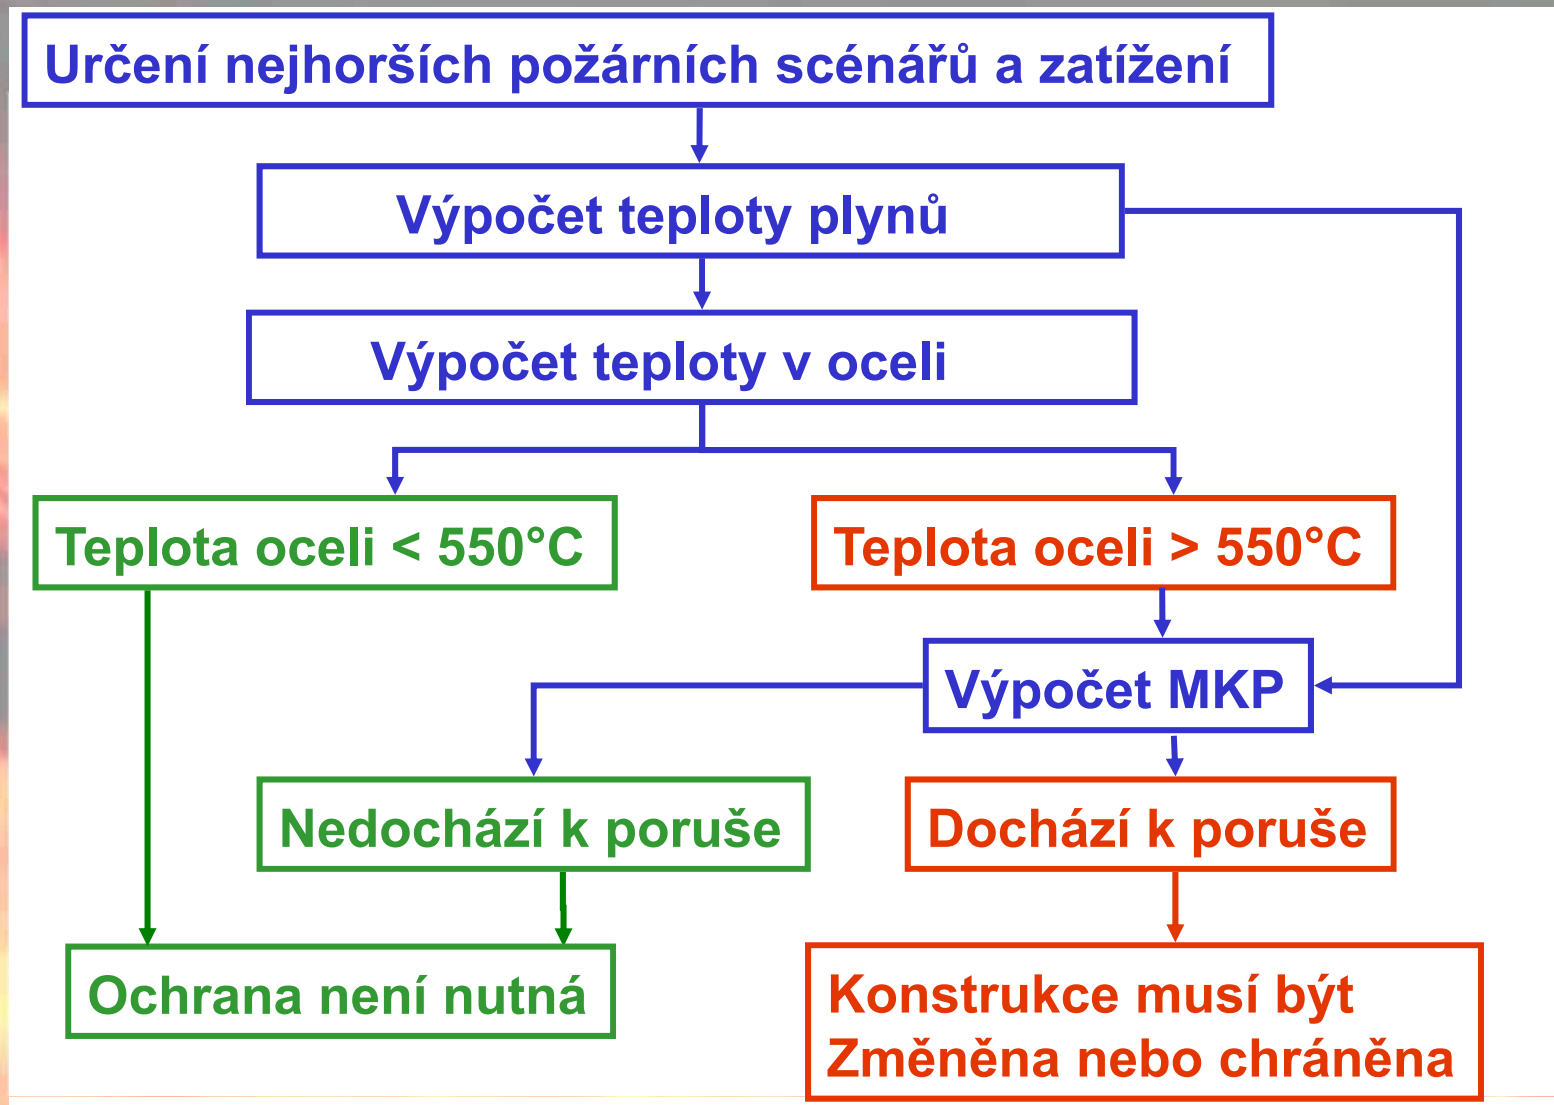 Určení nejhorších požárních scénářů a zatížení
Výpočet teploty plynů
Výpočet teploty v oceli
Teplota oceli < 550°C
Teplota oceli > 550°C
Výpočet MKP
Nedochází k poruše
Dochází k poruše
Ochrana není nutná
Konstrukce musí být
Změněna nebo chráněna